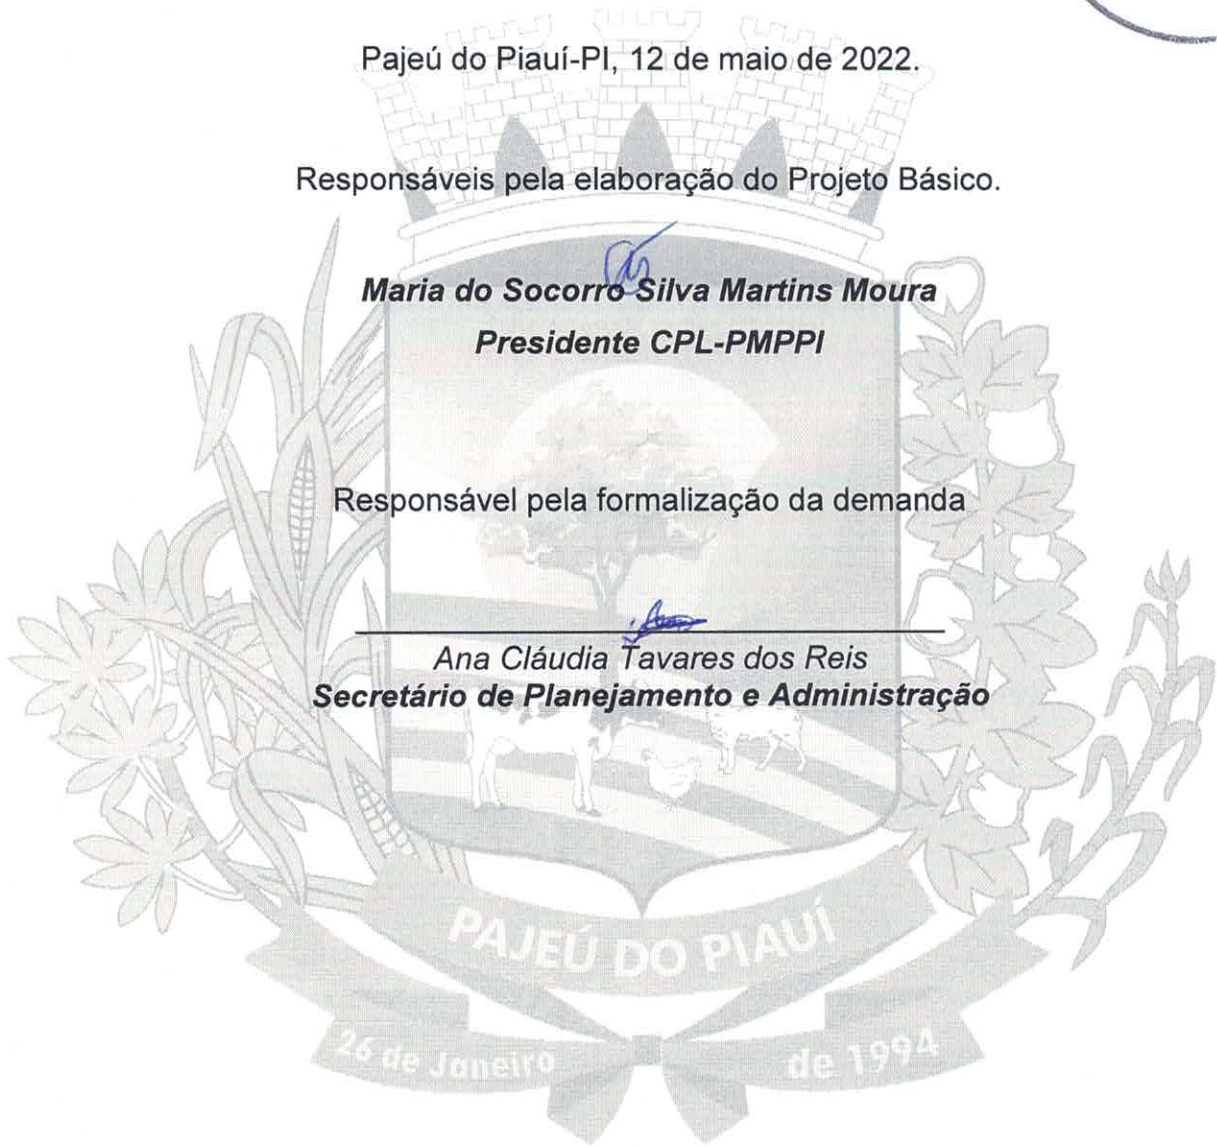 Pajeú do Piauí-PI, 12 de maio de 2022.
Responsáveis pela elaboração do Projeto Básico.
Maria do Socorro Silva Martins Moura
Presidente CPL-PMPPI
Responsável pela formalização da demanda
Ana Cláudia Tavares dos Reis
Secretário de Planejamento e Administração
PAJEÚ DO PIAUÍ
26 de Janeiro de 1994